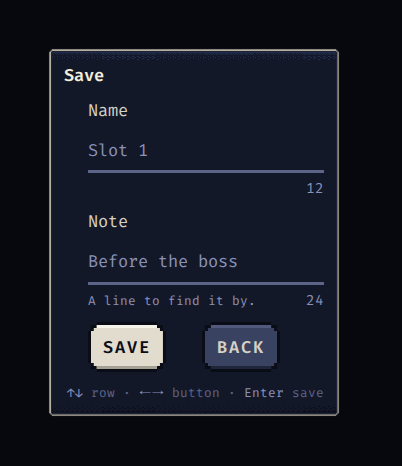 Save
Name
Slot 1
12
Note
Before the boss
A line to find it by. 24
SAVE BACK
↑↓ row · ←→ button · Enter save